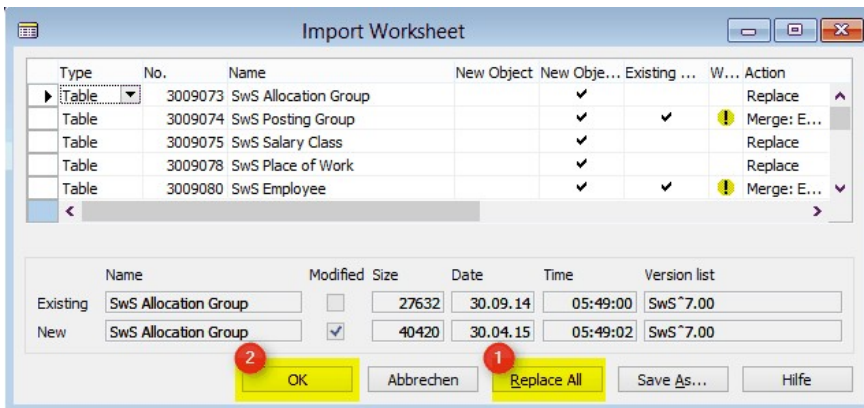 Import Worksheet
Type No. Name New Object New Obje... Existing ... W... Action
Table 3009073 SwS Allocation Group Replace
Table 3009074 SwS Posting Group Merge: E...
Table 3009075 SwS Salary Class Replace
Table 3009078 SwS Place of Work Replace
Table 3009080 SwS Employee Merge: E...
Name Modified Size Date Time Version list
Existing SwS Allocation Group 27632 30.09.14 05:49:00 SwS^7.00
New SwS Allocation Group 40420 30.04.15 05:49:02 SwS^7.00
2 1
OK Abbrechen Replace All Save As... Hilfe